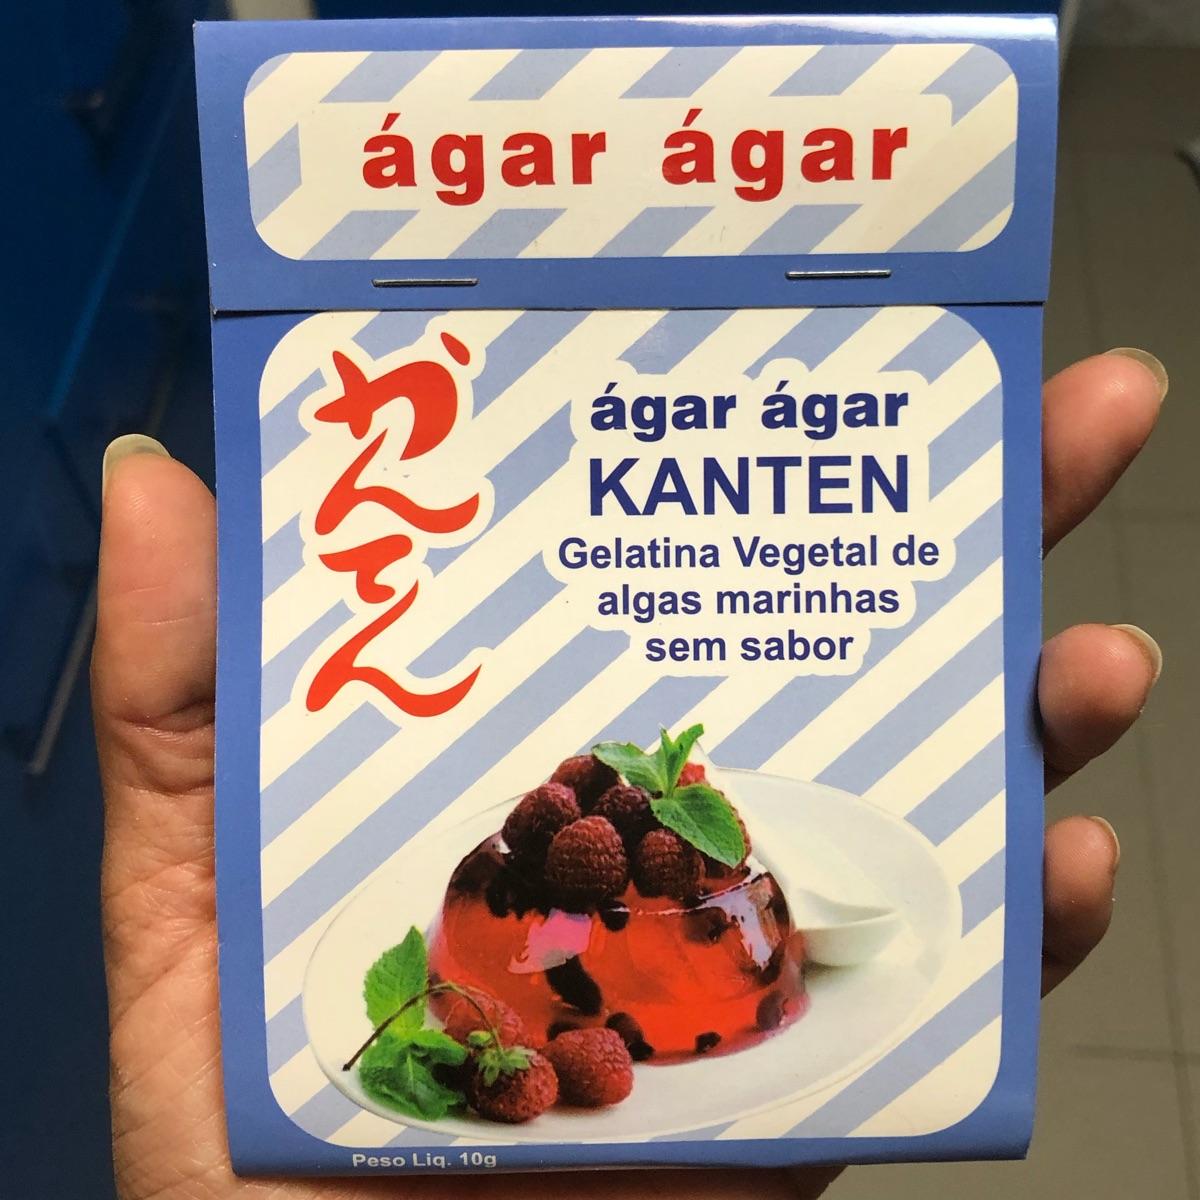 ágar ágar
かんてん
ágar ágar
KANTEN
Gelatina Vegetal de
algas marinhas
sem sabor
Peso Liq. 10g